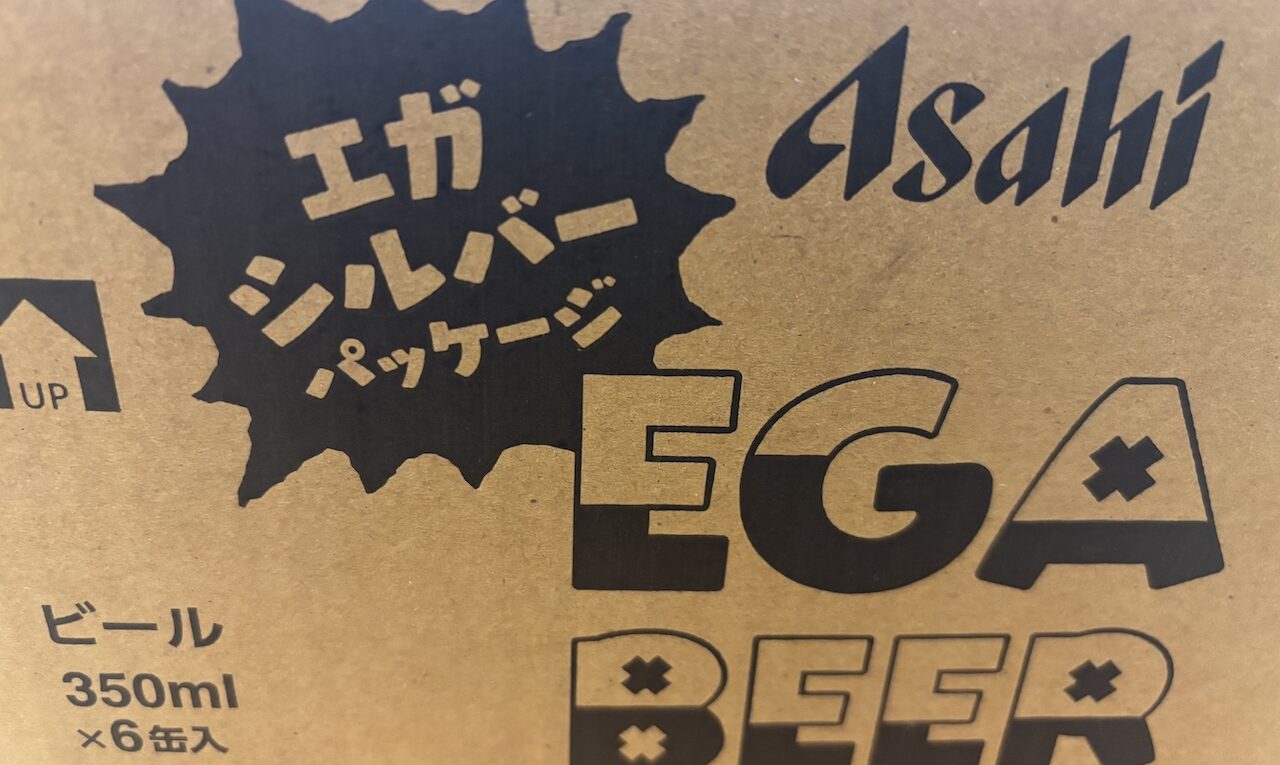 エガ
シルバー
パッケージ
Asahi
UP
EGA
BEER
ビール
350ml
×6缶入